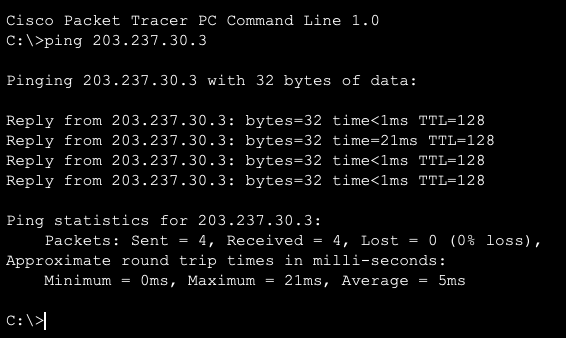 Cisco Packet Tracer PC Command Line 1.0
C:\>ping 203.237.30.3
Pinging 203.237.30.3 with 32 bytes of data:
Reply from 203.237.30.3: bytes=32 time<1ms TTL=128
Reply from 203.237.30.3: bytes=32 time=21ms TTL=128
Reply from 203.237.30.3: bytes=32 time<1ms TTL=128
Reply from 203.237.30.3: bytes=32 time<1ms TTL=128
Ping statistics for 203.237.30.3:
Packets: Sent = 4, Received = 4, Lost = 0 (0% loss),
Approximate round trip times in milli-seconds:
Minimum = 0ms, Maximum = 21ms, Average = 5ms
C:\>